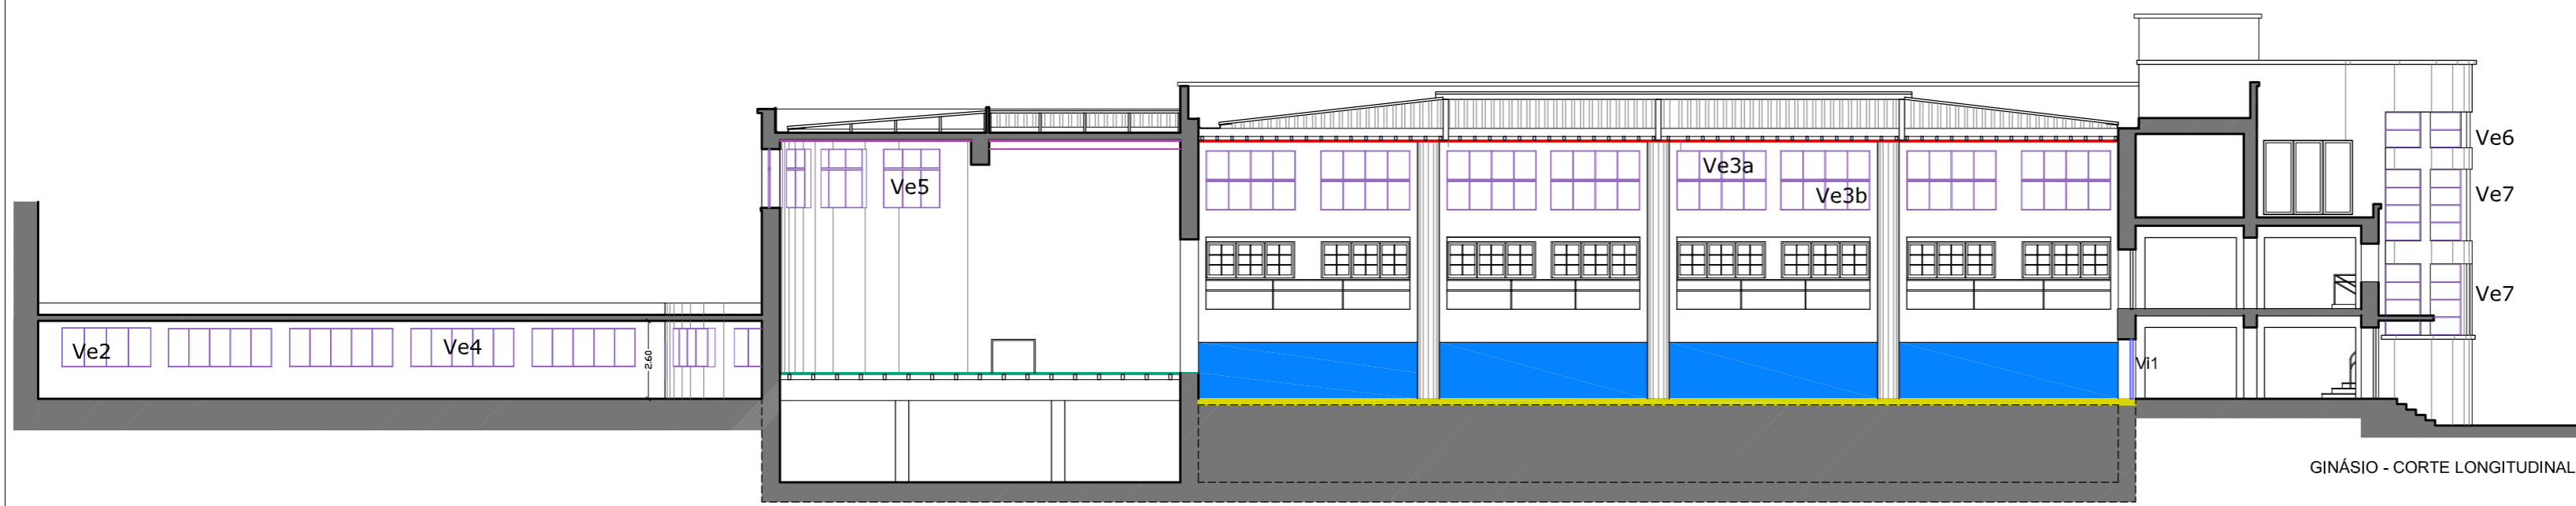 Ve6
Ve3a
Ve5
Ve3b
Ve7
Ve7
Ve2
Ve4
2.60
Vi1
GINÁSIO - CORTE LONGITUDINAL